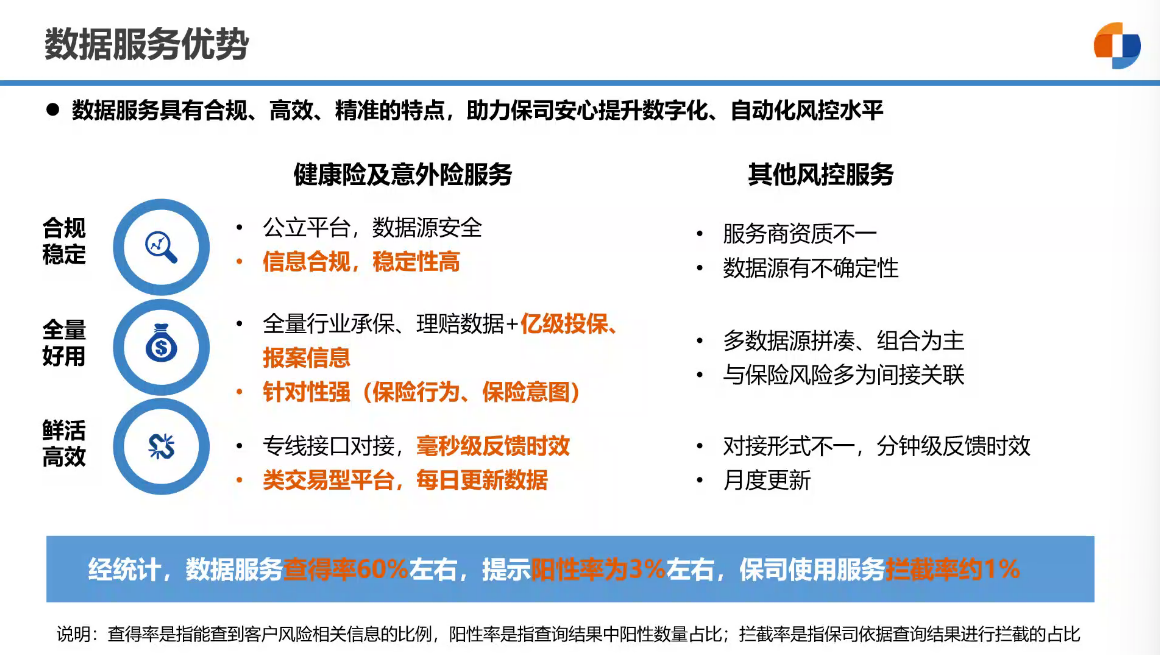 数据服务优势
● 数据服务具有合规、高效、精准的特点，助力保司安心提升数字化、自动化风控水平
健康险及意外险服务
其他风控服务
合规
稳定
• 公立平台，数据源安全
• 信息合规，稳定性高
• 服务商资质不一
• 数据源有不确定性
全量
好用
• 全量行业承保、理赔数据+亿级投保、
报案信息
• 针对性强（保险行为、保险意图）
• 多数据源拼凑、组合为主
• 与保险风险多为间接关联
鲜活
高效
• 专线接口对接，毫秒级反馈时效
• 类交易型平台，每日更新数据
• 对接形式不一，分钟级反馈时效
• 月度更新
经统计，数据服务查得率60%左右，提示阳性率为3%左右，保司使用服务拦截率约1%
说明：查得率是指能查到客户风险相关信息的比例，阳性率是指查询结果中阳性数量占比；拦截率是指保司依据查询结果进行拦截的占比